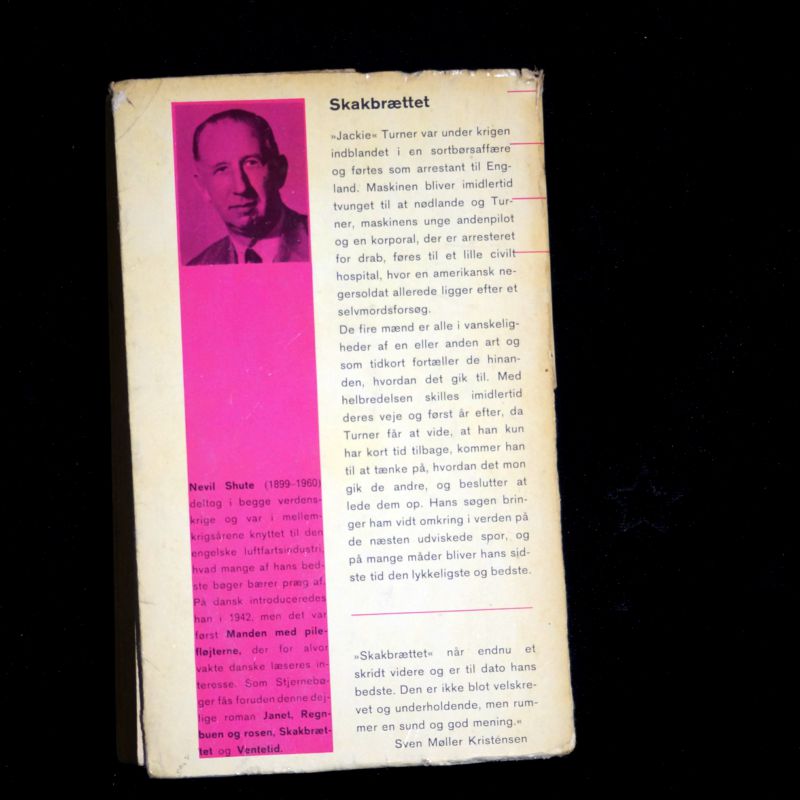 Skakbrættet
»Jackie« Turner var under krigen
indblandet i en sortbørsaffære
og førtes som arrestant til Eng-
land. Maskinen bliver imidlertid
tvunget til at nødlande og Tur-
ner, maskinens unge andenpilot
og en korporal, der er arresteret
for drab, føres til et lille civilt
hospital, hvor en amerikansk ne-
gersoldat allerede ligger efter et
selvmordsforsøg.
De fire mænd er alle i vanskelig-
heder af en eller anden art og
som tidkort fortæller de hinan-
den, hvordan det gik til. Med
helbredelsen skilles imidlertid
deres veje og først år efter, da
Turner får at vide, at han kun
har kort tid tilbage, kommer han
til at tænke på, hvordan det mon
gik de andre, og beslutter at
lede dem op. Hans søgen brin-
ger ham vidt omkring i verden på
de næsten udviskede spor, og
på mange måder bliver hans sid-
ste tid den lykkeligste og bedste.
»Skakbrættet« når endnu et
skridt videre og er til dato hans
bedste. Den er ikke blot velskre-
vet og underholdende, men rum-
mer en sund og god mening.«
Sven Møller Kristénsen
Nevil Shute (1899-1960)
deltog i begge verdens-
krige og var i mellem-
krigsårene knyttet til den
engelske luftfartsindustri,
hvad mange af hans bed-
ste bøger bærer præg af.
På dansk introduceredes
han i 1942, men det var
først Manden med pile-
fløjterne, der for alvor
vakte danske læseres in-
teresse. Som Stjernebø-
ger fås foruden denne dej-
lige roman Janet, Regn-
buen og rosen, Skakbræt-
tet og Ventetid.